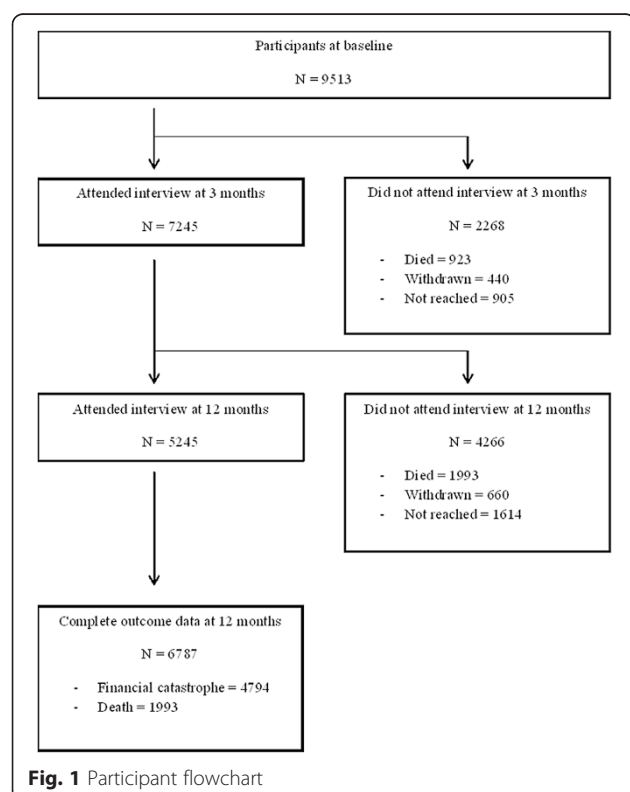 Participants at baseline
N = 9513
Attended interview at 3 months
N = 7245
Did not attend interview at 3 months
N = 2268
- Died = 923
- Withdrawn = 440
- Not reached = 905
Attended interview at 12 months
N = 5245
Did not attend interview at 12 months
N = 4266
- Died = 1993
- Withdrawn = 660
- Not reached = 1614
Complete outcome data at 12 months
N = 6787
- Financial catastrophe = 4794
- Death = 1993
Fig. 1 Participant flowchart